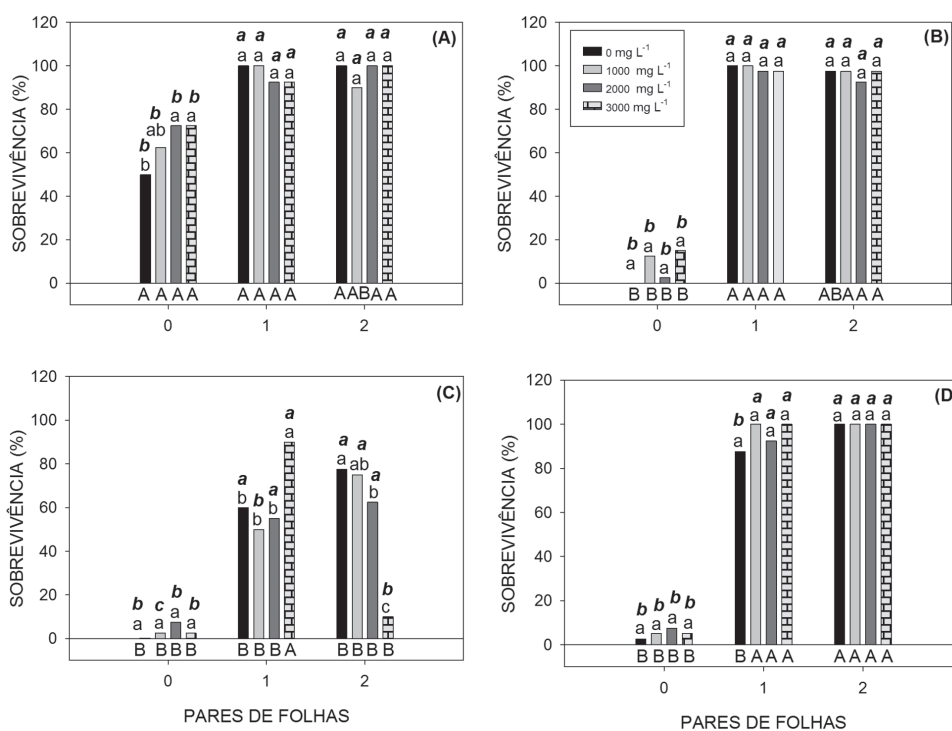 (A)
SOBREVIVÊNCIA (%)
120
100
80
60
40
20
0
b b b b
b ab a a
a a a a
a a a a
a a a a
a a a a
A A A A
A A A A
A AB A A
0 1 2
(B)
0 mg L-1
1000 mg L-1
2000 mg L-1
3000 mg L-1
SOBREVIVÊNCIA (%)
120
100
80
60
40
20
0
b b b b
a a a a
a a a a
a a a a
a a a a
a a a a
B B B B
A A A A
AB A A A
0 1 2
(C)
SOBREVIVÊNCIA (%)
120
100
80
60
40
20
0
b c b b
a a a a
a b a a
b b b a
a a a b
a ab b c
B B B B
B B B A
B B B B
0 1 2
PARES DE FOLHAS
(D
SOBREVIVÊNCIA (%)
120
100
80
60
40
20
0
b b b b
a a a a
b a a a
a a a a
a a a a
a a a a
B B B B
B A A A
A A A A
0 1 2
PARES DE FOLHAS